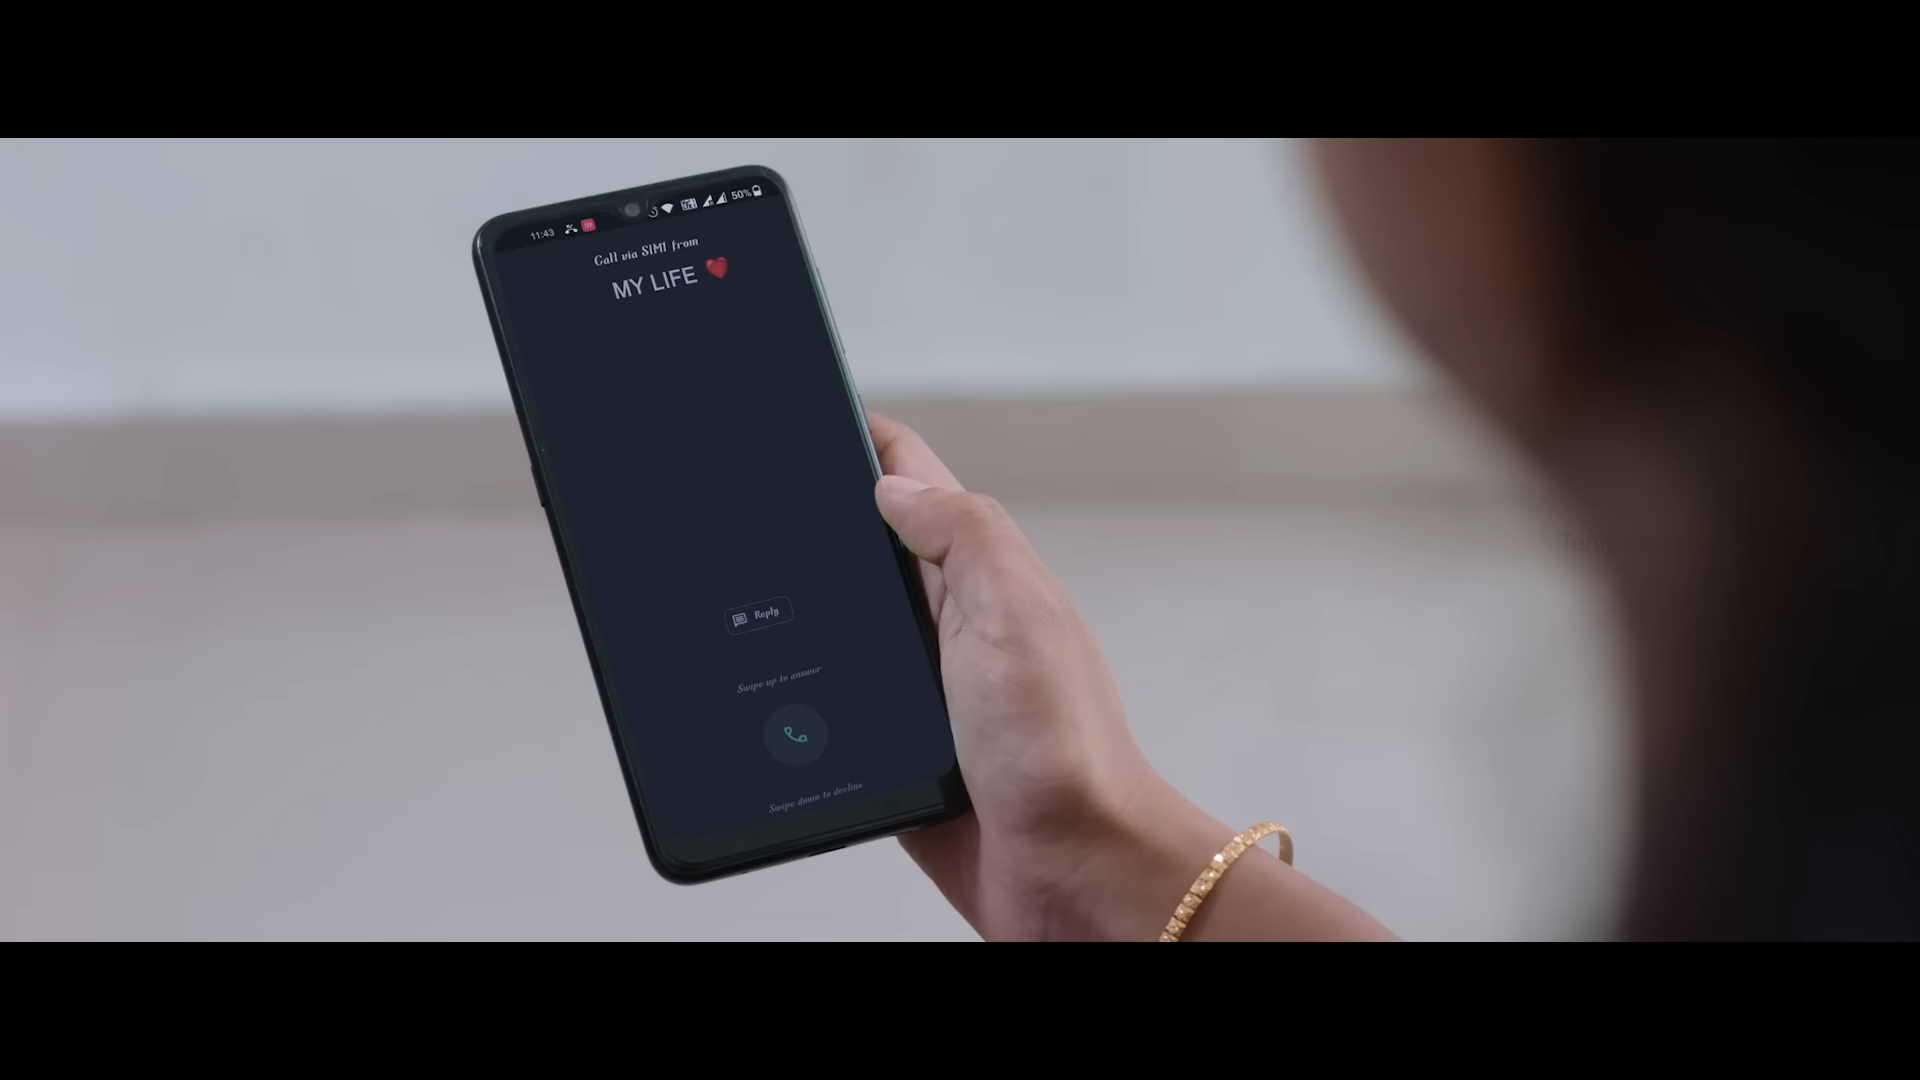 11:43 50%
Call via SIM1 from
MY LIFE ❤️
Reply
Swipe up to answer
Swipe down to decline